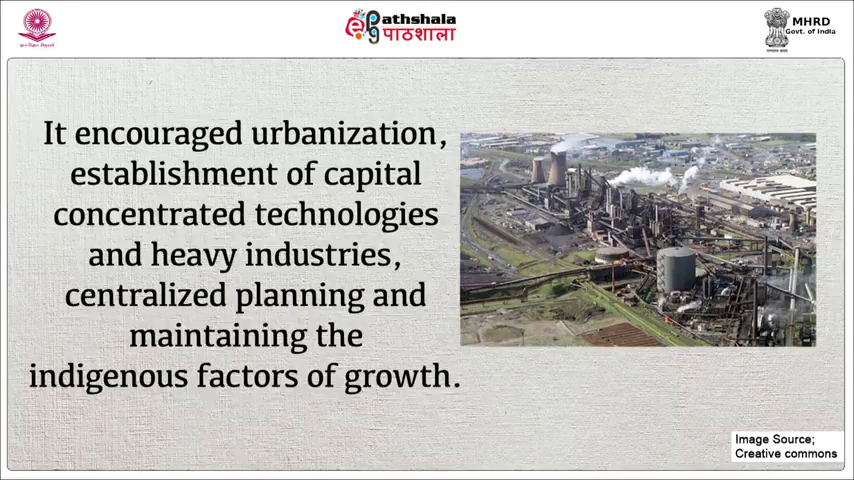 ePathshala
पाठशाला
MHRD
Govt. of India
It encouraged urbanization,
establishment of capital
concentrated technologies
and heavy industries,
centralized planning and
maintaining the
indigenous factors of growth.
Image Source;
Creative commons